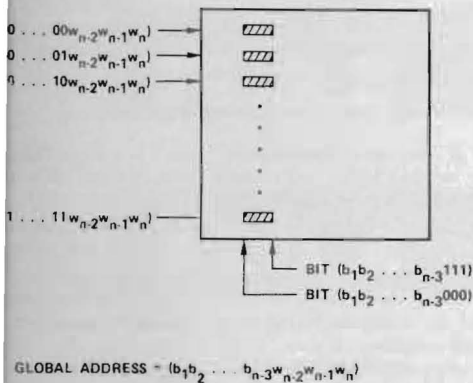 0 . . . 00w_{n-2}w_{n-1}w_n)
0 . . . 01w_{n-2}w_{n-1}w_n)
. . . 10w_{n-2}w_{n-1}w_n)
1 . . . 11w_{n-2}w_{n-1}w_n)
BIT (b_1b_2 . . . b_{n-3}111)
BIT (b_1b_2 . . . b_{n-3}000)
GLOBAL ADDRESS = (b_1b_2 . . . b_{n-3}w_{n-2}w_{n-1}w_n)